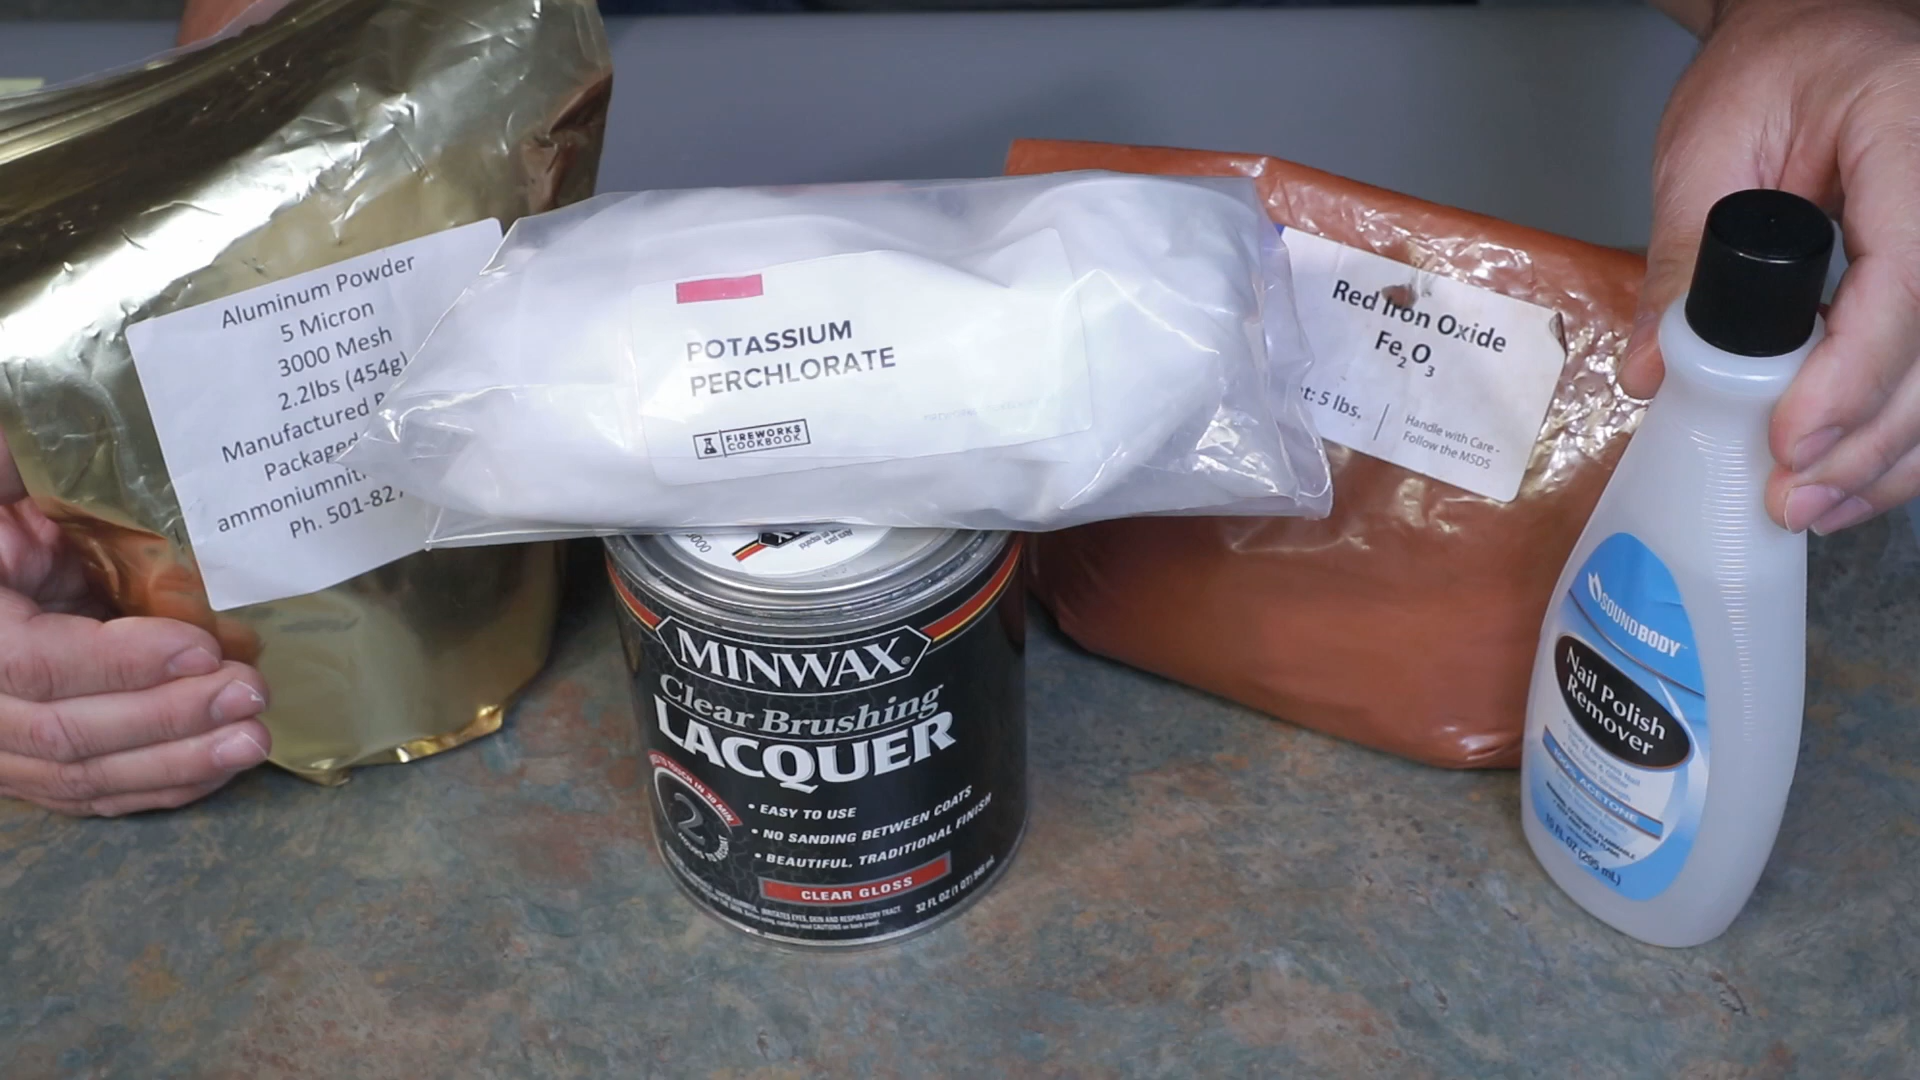 Aluminum Powder
5 Micron
3000 Mesh
2.2lbs (454g)
Manufactured
Packaged
Ph. 501-82
POTASSIUM
PERCHLORATE
FIREWORKS
COOKBOOK
Red Iron Oxide
Fe₂O₃
5 lbs.
Handle with Care -
Follow the MSDS
MINWAX®
Clear Brushing
LACQUER
2
• EASY TO USE
• NO SANDING BETWEEN COATS
• BEAUTIFUL, TRADITIONAL FINISH
CLEAR GLOSS
32 FL OZ (1 QT) 946 mL
SOUNDBODY
Nail Polish
Remover
100% ACETONE
10 FL OZ (295 mL)